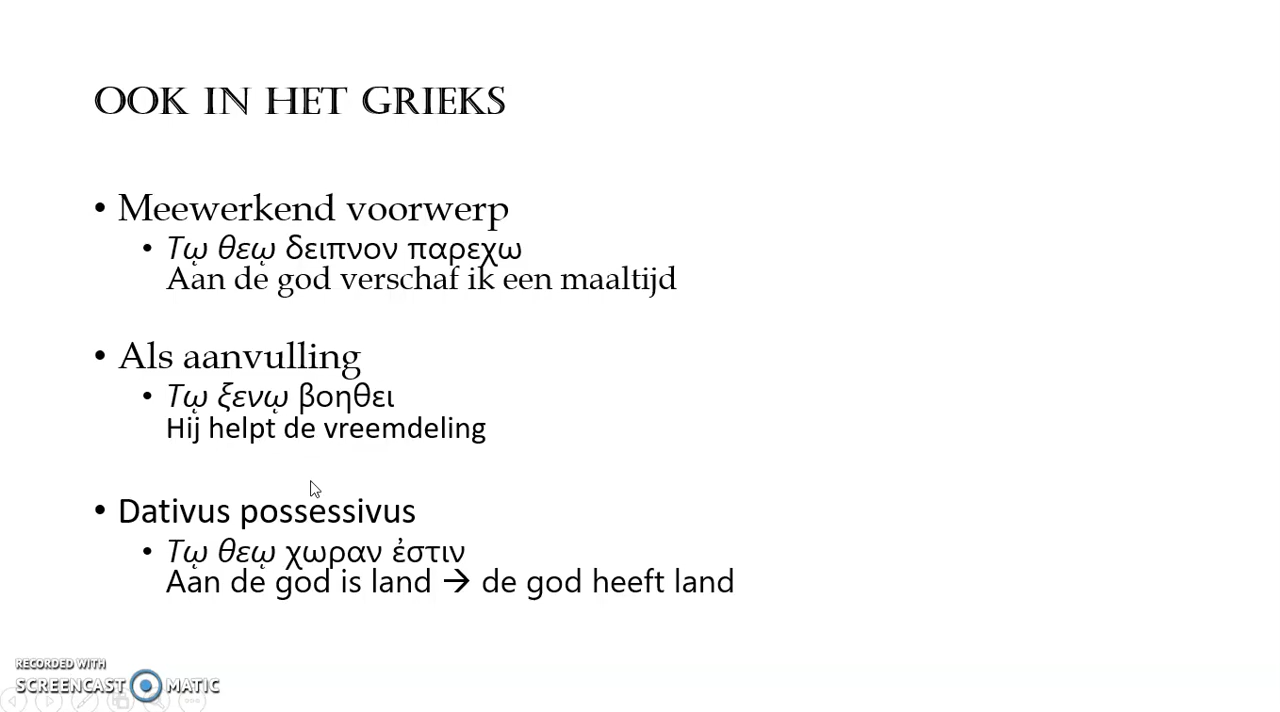 OOK IN HET GRIEKS
• Meewerkend voorwerp
• Τῳ θεῳ δειπνον παρεχω
Aan de god verschaf ik een maaltijd
• Als aanvulling
• Τῳ ξενῳ βοηθει
Hij helpt de vreemdeling
• Dativus possessivus
• Τῳ θεῳ χωραν ἐστιν
Aan de god is land → de god heeft land
RECORDED WITH
SCREENCAST MATIC